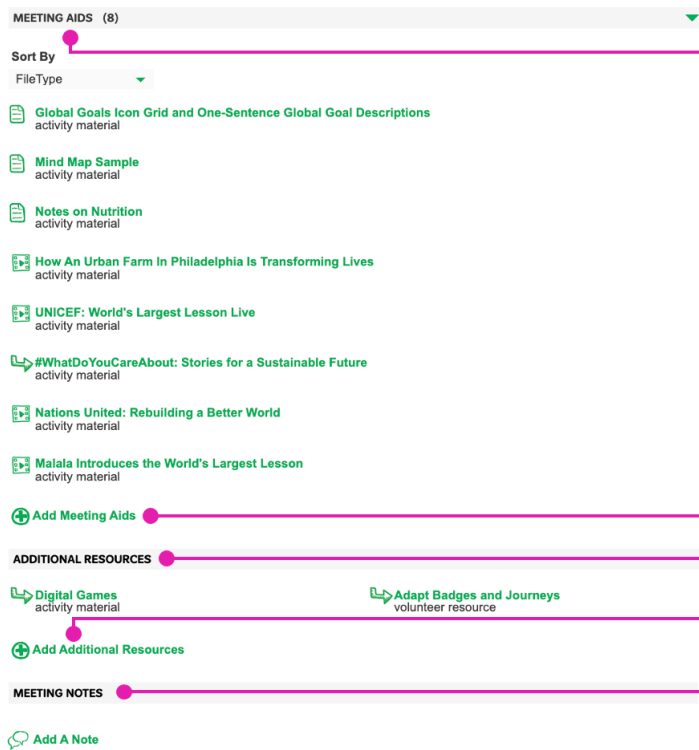 MEETING AIDS (8)
Sort By
FileType
Global Goals Icon Grid and One-Sentence Global Goal Descriptions
activity material
Mind Map Sample
activity material
Notes on Nutrition
activity material
How An Urban Farm In Philadelphia Is Transforming Lives
activity material
UNICEF: World's Largest Lesson Live
activity material
#WhatDoYouCareAbout: Stories for a Sustainable Future
activity material
Nations United: Rebuilding a Better World
activity material
Malala Introduces the World's Largest Lesson
activity material
Add Meeting Aids
ADDITIONAL RESOURCES
Digital Games
activity material
Adapt Badges and Journeys
volunteer resource
Add Additional Resources
MEETING NOTES
Add A Note